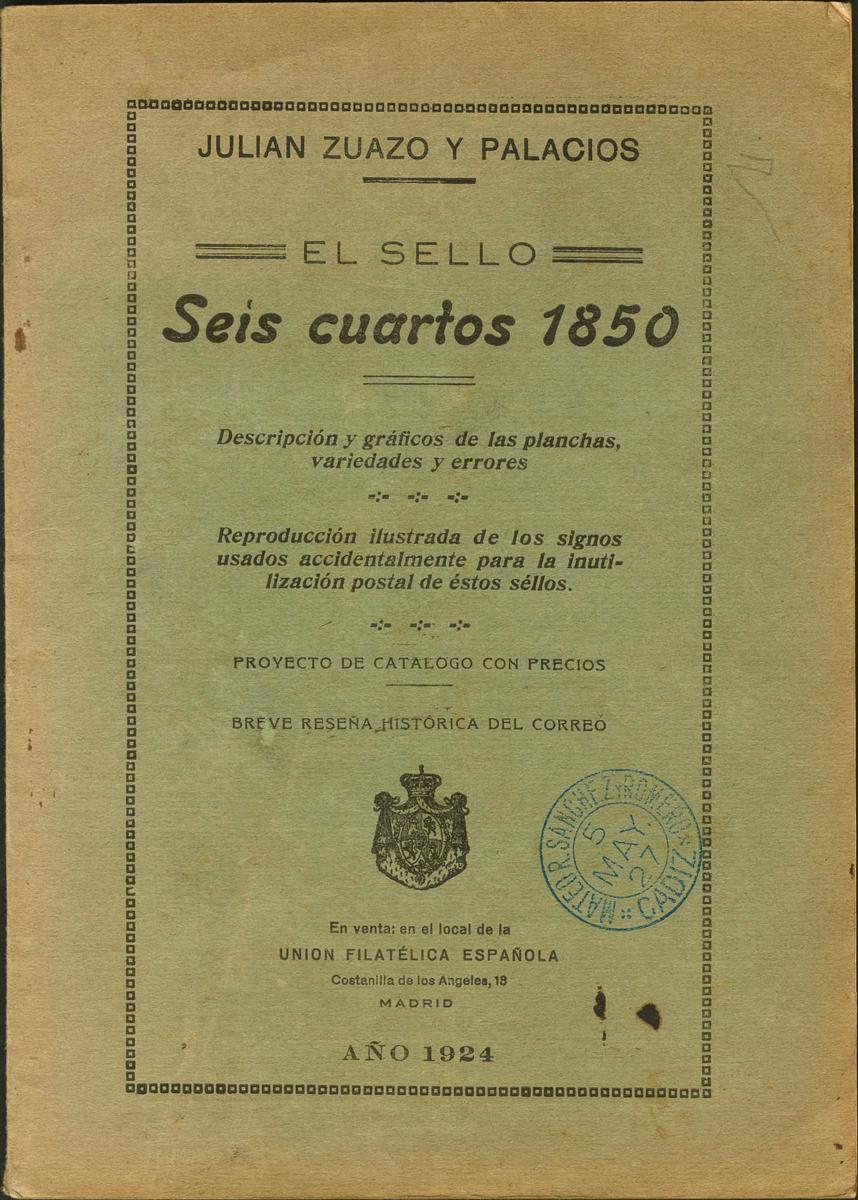 JULIAN ZUAZO Y PALACIOS
EL SELLO
Seis cuartos 1850
Descripción y gráficos de las planchas,
variedades y errores
Reproducción ilustrada de los signos
usados accidentalmente para la inuti-
lización postal de éstos séllos.
PROYECTO DE CATALOGO CON PRECIOS
BREVE RESEÑA HISTÓRICA DEL CORREO
MATEO R. SANCHEZ Y ROMERO
5
MAY.
27
CADIZ
En venta: en el local de la
UNION FILATÉLICA ESPAÑOLA
Costanilla de los Angeles, 13
MADRID
AÑO 1924